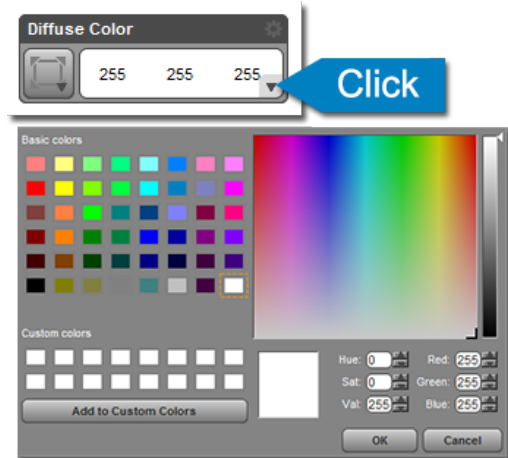 Diffuse Color
255 255 255
Click
Basic colors
Custom colors
Add to Custom Colors
Hue: 0 Red: 255
Sat: 0 Green: 255
Val: 255 Blue: 255
OK Cancel